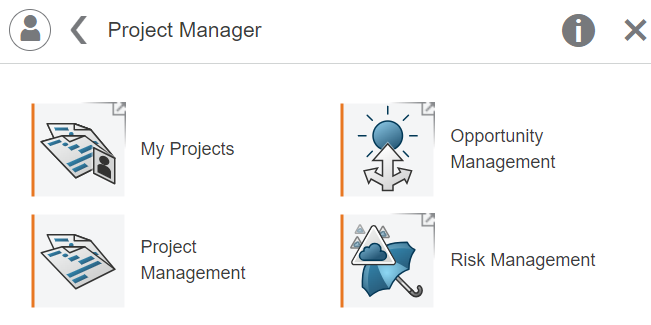 Project Manager
My Projects
Opportunity
Management
Project
Management
Risk Management